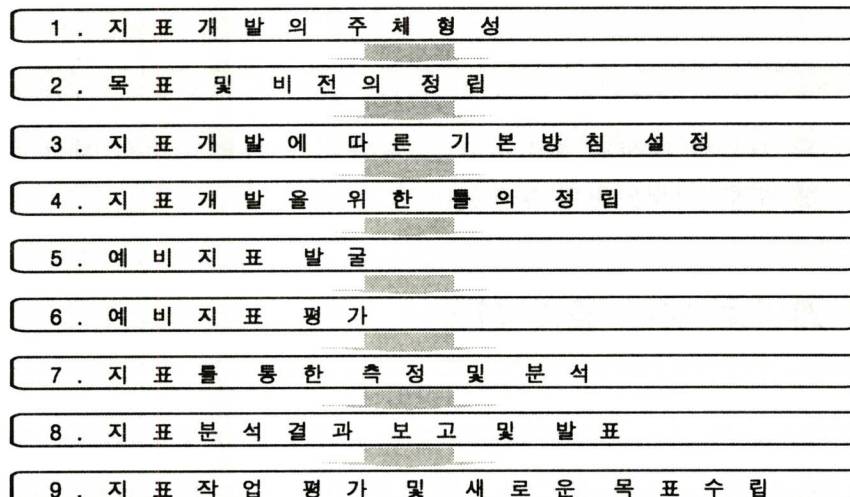 1. 지표개발의 주체형성
2. 목표 및 비전의 정립
3. 지표개발에 따른 기본방침 설정
4. 지표개발을 위한 틀의 정립
5. 예비지표 발굴
6. 예비지표 평가
7. 지표를 통한 측정 및 분석
8. 지표분석결과 보고 및 발표
9. 지표작업 평가 및 새로운 목표수립